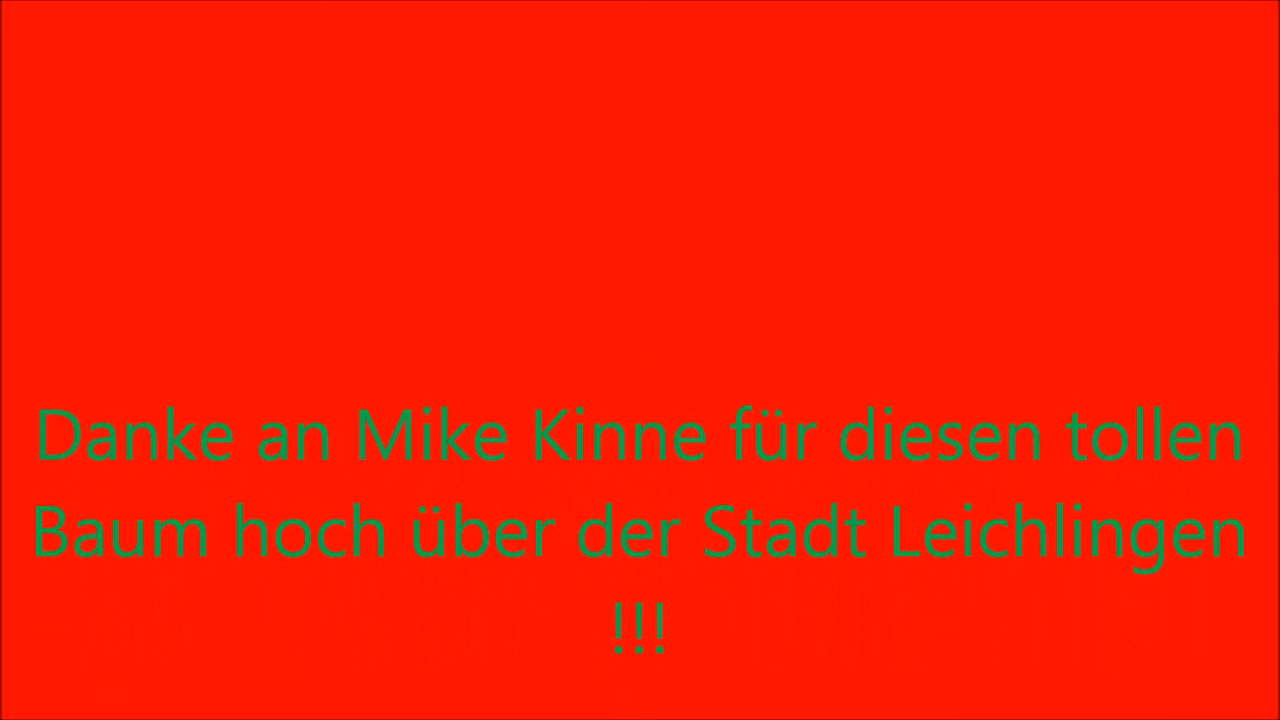 Danke an Mike Kinne für diesen tollen
Baum hoch über der Stadt Leichlingen
!!!